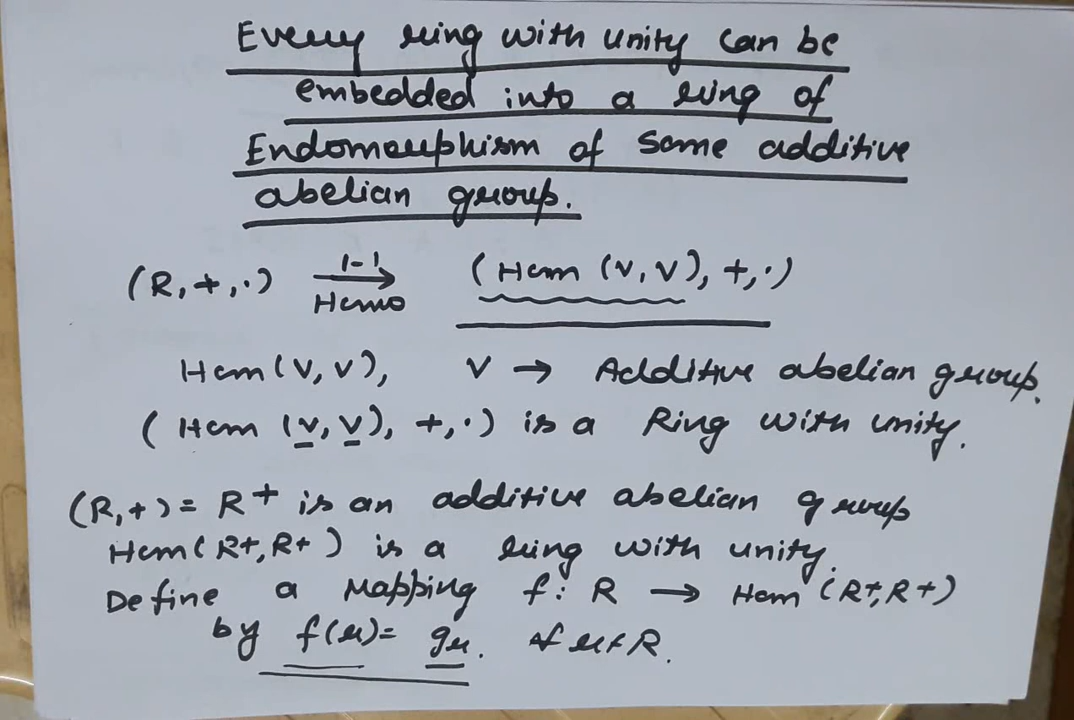 Every ring with unity can be
embedded into a ring of
Endomorphism of some additive
abelian group.
(R,+,·) 1-1 → Homo (Hom (V,V),+,·)
Hom(V,V), V → Additive abelian group.
(Hom (V,V),+,·) is a Ring with unity.
(R,+)= R+ is an additive abelian group
Hom(R+,R+) is a ring with unity.
Define a Mapping f: R → Hom (R+,R+)
by f(r)= gr. ∀ r∈R.